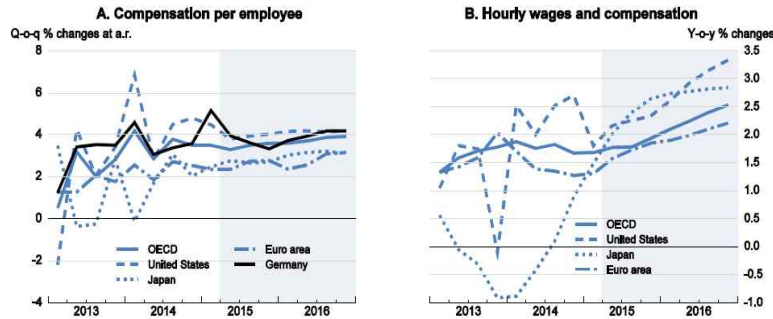 A. Compensation per employee
Q-o-q % changes at a.r.
8
6
4
2
0
-2
-4
OECD
United States
Japan
Euro area
Germany
2013 2014 2015 2016
B. Hourly wages and compensation
Y-o-y % changes
3.5
3.0
2.5
2.0
1.5
1.0
0.5
0.0
-0.5
-1.0
OECD
United States
Japan
Euro area
2013 2014 2015 2016